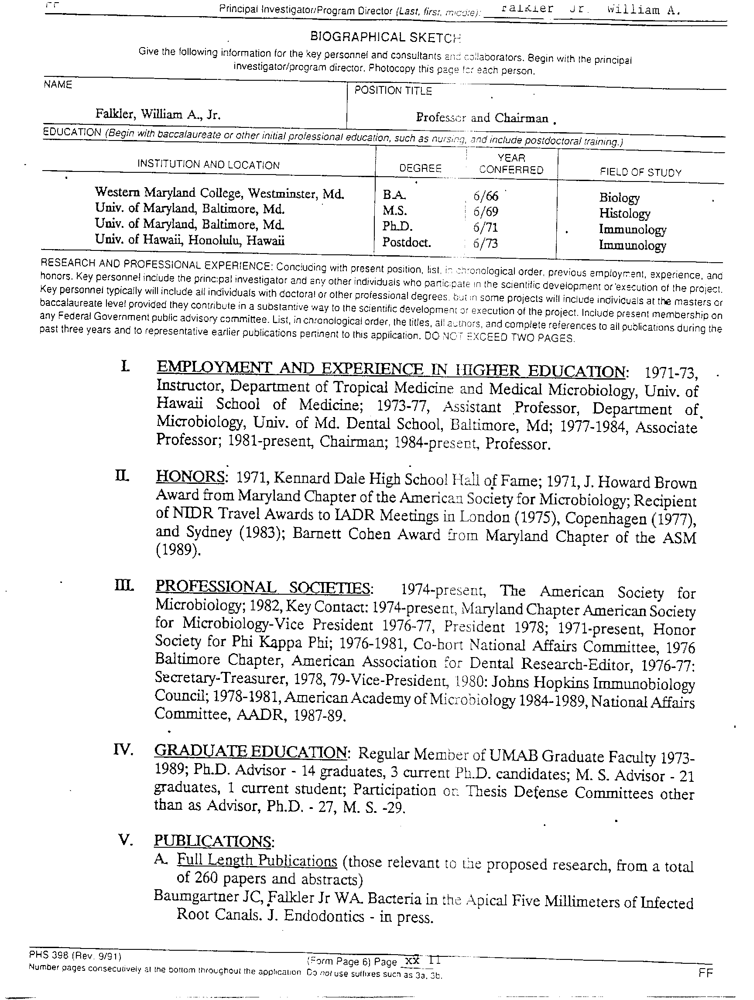 FF
Principal Investigator/Program Director (Last, first, middle): Falkler Jr. William A.
BIOGRAPHICAL SKETCH
Give the following information for the key personnel and consultants and collaborators. Begin with the principal
investigator/program director. Photocopy this page for each person.
NAME
POSITION TITLE
Falkler, William A., Jr.
Professor and Chairman .
EDUCATION (Begin with baccalaureate or other initial professional education, such as nursing, and include postdoctoral training.)
INSTITUTION AND LOCATION
DEGREE
YEAR
CONFERRED
FIELD OF STUDY
Western Maryland College, Westminster, Md. B.A. 6/66 Biology
Univ. of Maryland, Baltimore, Md. M.S. 6/69 Histology
Univ. of Maryland, Baltimore, Md. Ph.D. 6/71 Immunology
Univ. of Hawaii, Honolulu, Hawaii Postdoct. 6/73 Immunology
RESEARCH AND PROFESSIONAL EXPERIENCE: Concluding with present position, list, in chronological order, previous employment, experience, and
honors. Key personnel include the principal investigator and any other individuals who participate in the scientific development or execution of the project.
Key personnel typically will include all individuals with doctoral or other professional degrees, but in some projects will include individuals at the masters or
baccalaureate level provided they contribute in a substantive way to the scientific development or execution of the project. Include present membership on
any Federal Government public advisory committee. List, in chronological order, the titles, all authors, and complete references to all publications during the
past three years and to representative earlier publications pertinent to this application. DO NOT EXCEED TWO PAGES.
I. EMPLOYMENT AND EXPERIENCE IN HIGHER EDUCATION: 1971-73,
Instructor, Department of Tropical Medicine and Medical Microbiology, Univ. of
Hawaii School of Medicine; 1973-77, Assistant Professor, Department of
Microbiology, Univ. of Md. Dental School, Baltimore, Md; 1977-1984, Associate
Professor; 1981-present, Chairman; 1984-present, Professor.
II. HONORS: 1971, Kennard Dale High School Hall of Fame; 1971, J. Howard Brown
Award from Maryland Chapter of the American Society for Microbiology; Recipient
of NIDR Travel Awards to IADR Meetings in London (1975), Copenhagen (1977),
and Sydney (1983); Barnett Cohen Award from Maryland Chapter of the ASM
(1989).
III. PROFESSIONAL SOCIETIES: 1974-present, The American Society for
Microbiology; 1982, Key Contact: 1974-present, Maryland Chapter American Society
for Microbiology-Vice President 1976-77, President 1978; 1971-present, Honor
Society for Phi Kappa Phi; 1976-1981, Co-hort National Affairs Committee, 1976
Baltimore Chapter, American Association for Dental Research-Editor, 1976-77:
Secretary-Treasurer, 1978, 79-Vice-President, 1980: Johns Hopkins Immunobiology
Council; 1978-1981, American Academy of Microbiology 1984-1989, National Affairs
Committee, AADR, 1987-89.
IV. GRADUATE EDUCATION: Regular Member of UMAB Graduate Faculty 1973-
1989; Ph.D. Advisor - 14 graduates, 3 current Ph.D. candidates; M. S. Advisor - 21
graduates, 1 current student; Participation on Thesis Defense Committees other
than as Advisor, Ph.D. - 27, M. S. -29.
V. PUBLICATIONS:
A. Full Length Publications (those relevant to the proposed research, from a total
of 260 papers and abstracts)
Baumgartner JC, Falkler Jr WA. Bacteria in the Apical Five Millimeters of Infected
Root Canals. J. Endodontics - in press.
PHS 398 (Rev. 9/91) (Form Page 6) Page XX 11
Number pages consecutively at the bottom throughout the application. Do not use suffixes such as 3a, 3b.
FF